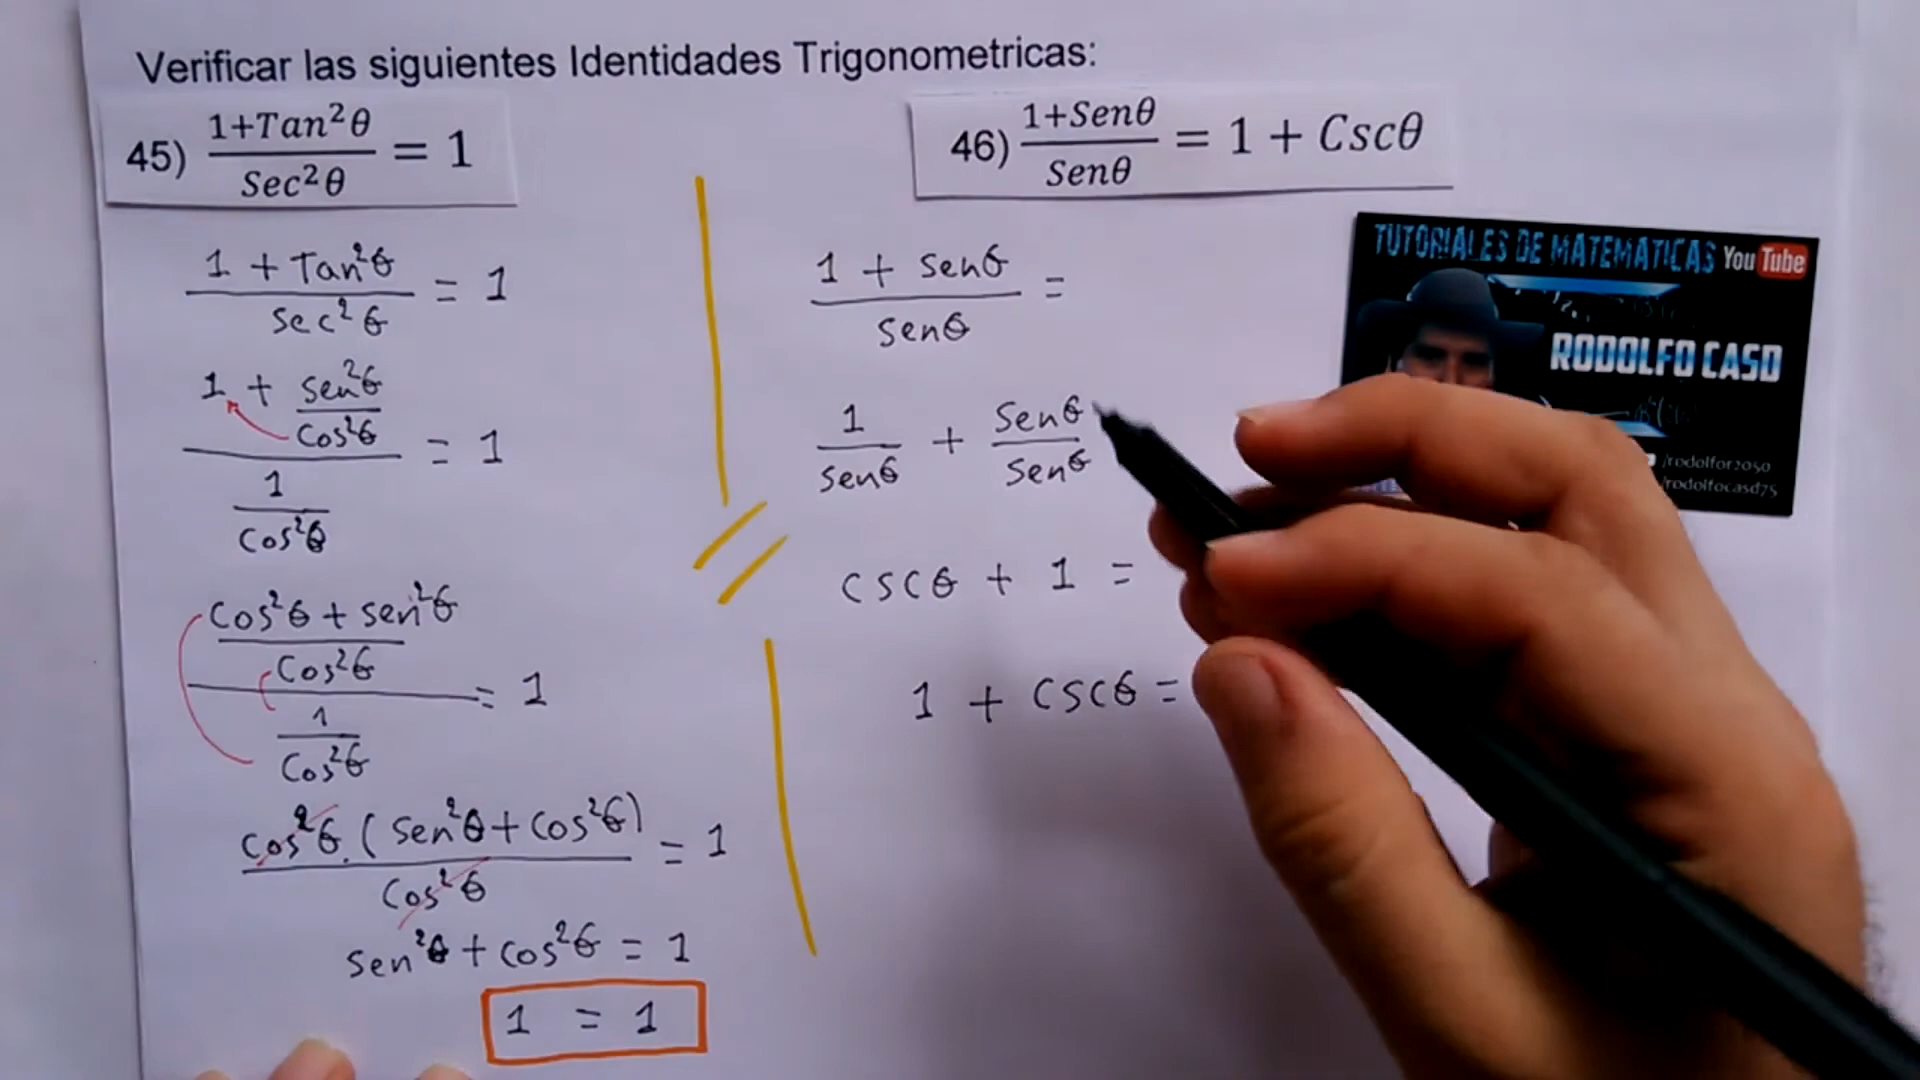 Verificar las siguientes Identidades Trigonometricas:
45) (1+Tan²θ)/(Sec²θ) = 1
(1 + Tan²θ)/(sec²θ) = 1
(1 + sen²θ/cos²θ)/(1/cos²θ) = 1
((cos²θ + sen²θ)/cos²θ)/(1/cos²θ) = 1
(cos²θ · (sen²θ + cos²θ))/(cos²θ) = 1
sen²θ + cos²θ = 1
1 = 1
46) (1+Senθ)/(Senθ) = 1 + Cscθ
(1 + senθ)/(senθ) =
1/senθ + senθ/senθ
cscθ + 1 =
1 + cscθ =
TUTORIALES DE MATEMATICAS YouTube
RODOLFO CASD
/rodolfor2050
/rodolfocasd75